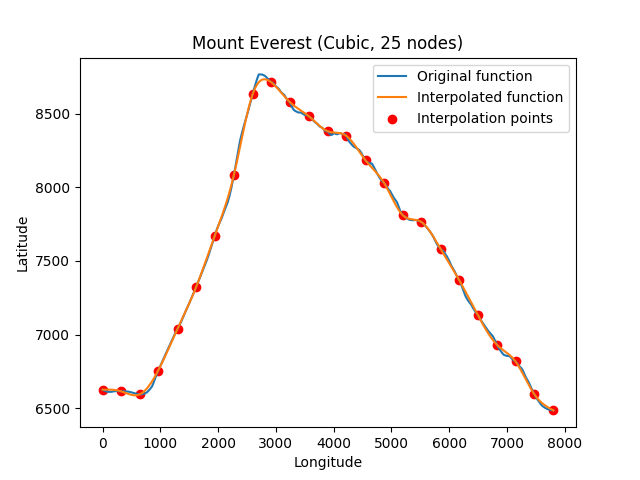 Mount Everest (Cubic, 25 nodes)
Original function
Interpolated function
Interpolation points
Latitude
8500
8000
7500
7000
6500
0 1000 2000 3000 4000 5000 6000 7000 8000
Longitude